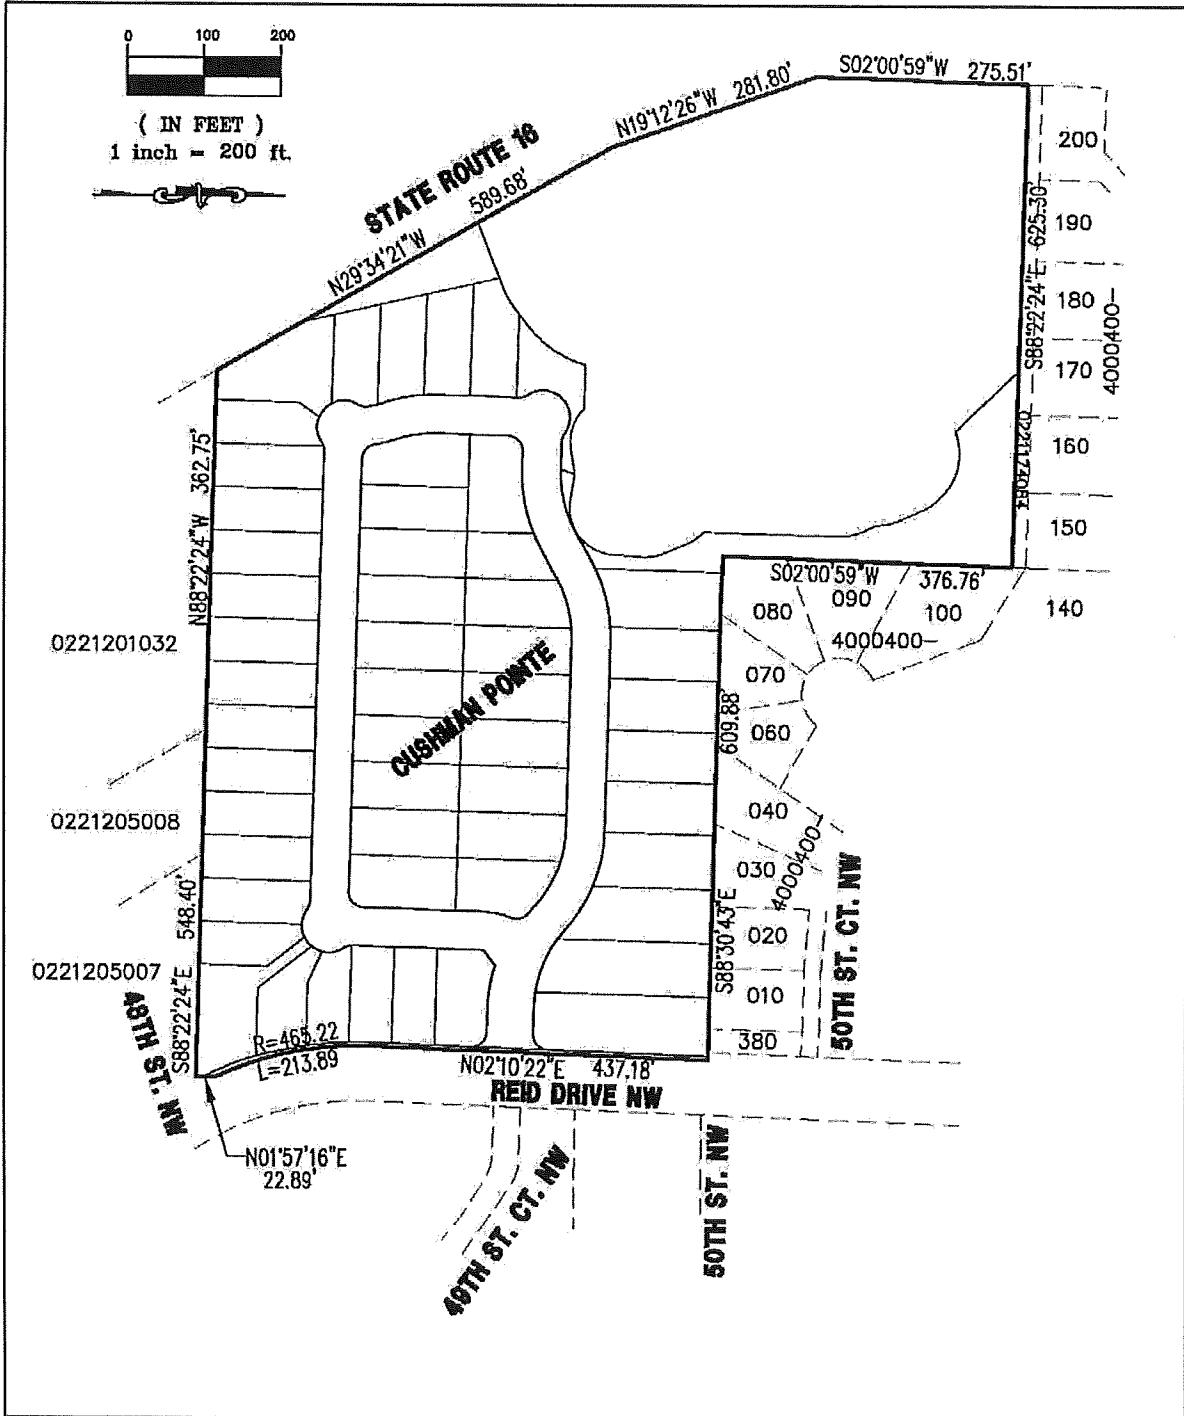 0 100 200
( IN FEET )
1 inch = 200 ft.
S02°00'59"W 275.51'
N19°12'26"W 281.80'
STATE ROUTE 16
N29°34'21"W 589.68'
200
190
180
170
160
150
140
4000400-
S88°22'24"E 625.30'
N88°22'24"W 362.75'
S02°00'59"W 376.76'
080
090
100
4000400-
070
060
040
030
020
010
380
4000400-
609.88'
S88°30'43"E
50TH ST. CT. NW
CUSHMAN POINTE
0221201032
0221205008
0221205007
S88°22'24"E 548.40'
48TH ST. NW
R=465.22
L=213.89
N02°10'22"E 437.18'
REID DRIVE NW
N01°57'16"E
22.89'
49TH ST. CT. NW
50TH ST. NW